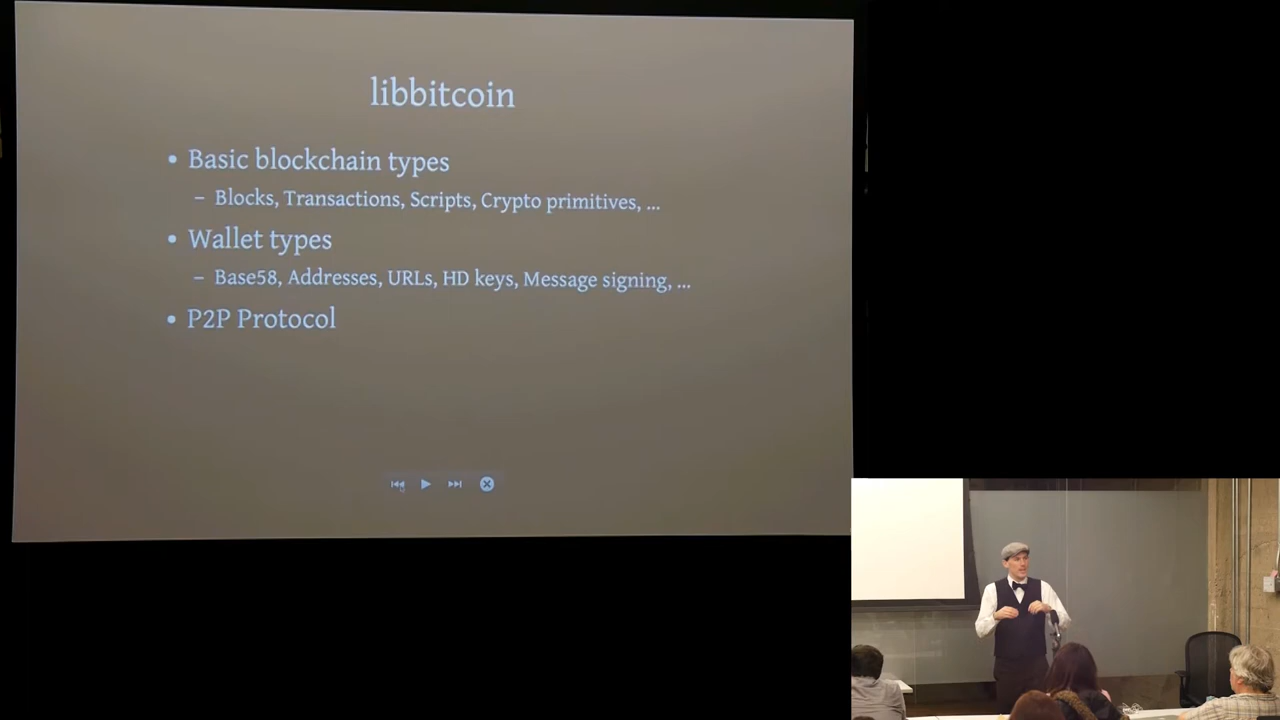 libbitcoin
• Basic blockchain types
– Blocks, Transactions, Scripts, Crypto primitives, ...
• Wallet types
– Base58, Addresses, URLs, HD keys, Message signing, ...
• P2P Protocol